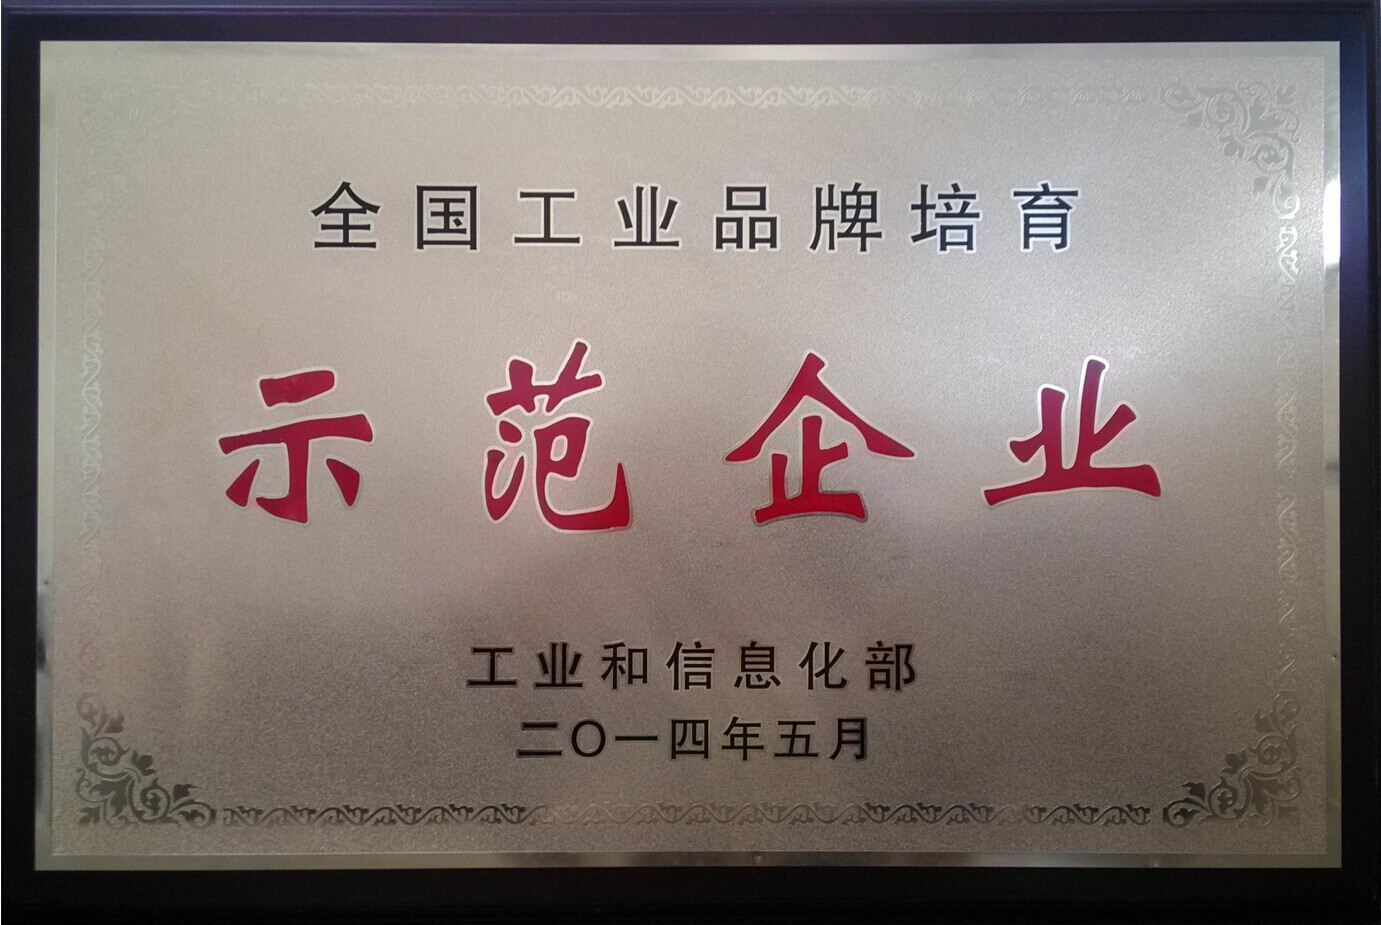 全国工业品牌培育
示范企业
工业和信息化部
二〇一四年五月